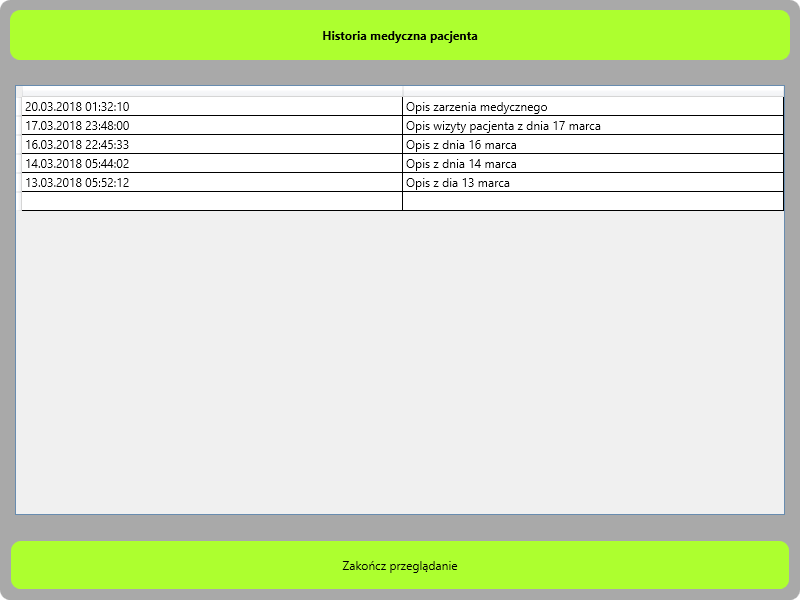 Historia medyczna pacjenta
20.03.2018 01:32:10 Opis zarzenia medycznego
17.03.2018 23:48:00 Opis wizyty pacjenta z dnia 17 marca
16.03.2018 22:45:33 Opis z dnia 16 marca
14.03.2018 05:44:02 Opis z dnia 14 marca
13.03.2018 05:52:12 Opis z dia 13 marca
Zakończ przeglądanie